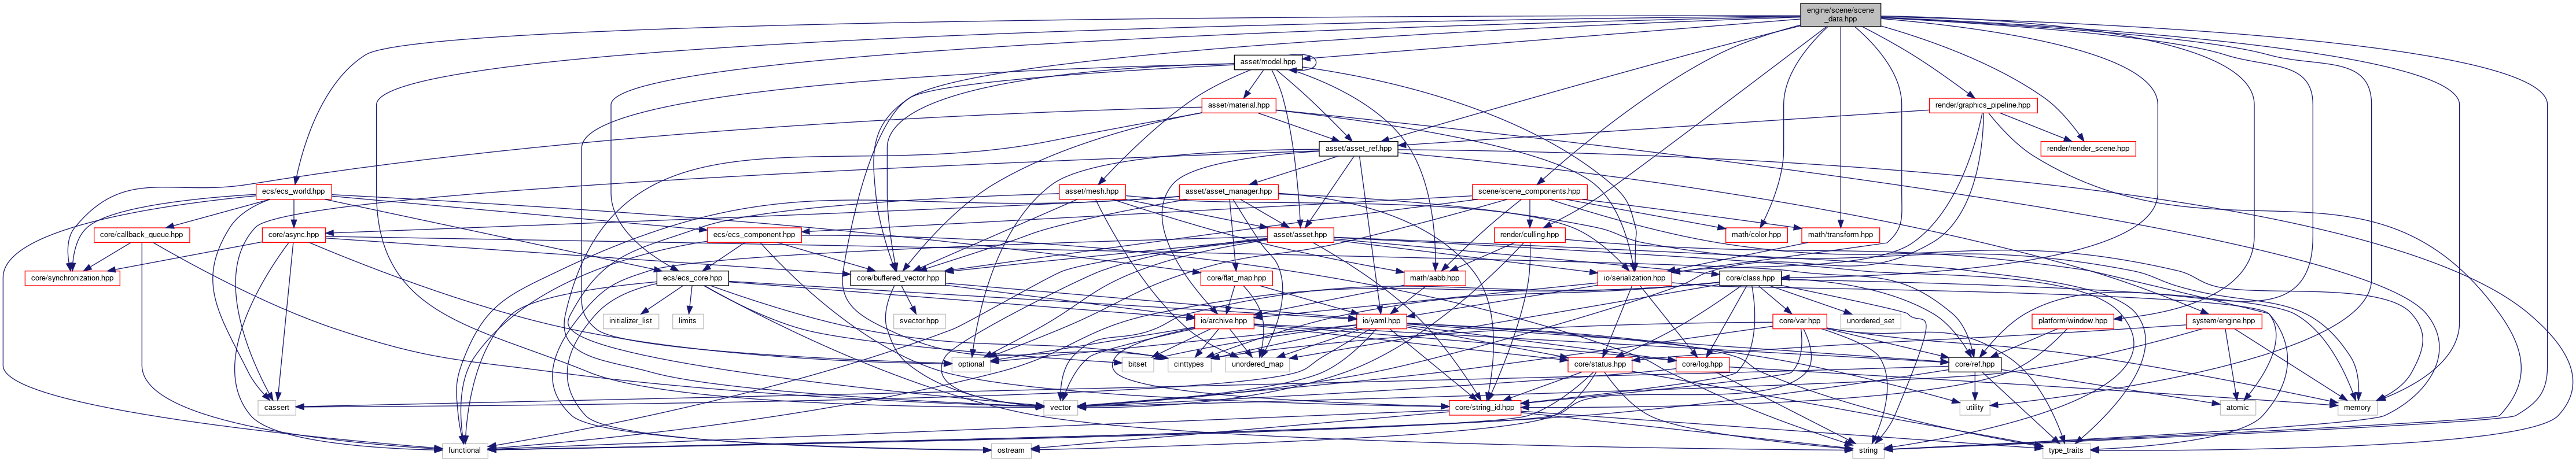 engine/scene/scene
_data.hpp
asset/model.hpp
asset/material.hpp
render/graphics_pipeline.hpp
asset/asset_ref.hpp
render/render_scene.hpp
ecs/ecs_world.hpp
asset/mesh.hpp
asset/asset_manager.hpp
scene/scene_components.hpp
core/callback_queue.hpp
core/async.hpp
ecs/ecs_component.hpp
asset/asset.hpp
render/culling.hpp
math/color.hpp
math/transform.hpp
core/synchronization.hpp
ecs/ecs_core.hpp
core/buffered_vector.hpp
core/flat_map.hpp
math/aabb.hpp
io/serialization.hpp
core/class.hpp
initializer_list
limits
svector.hpp
io/archive.hpp
io/yaml.hpp
core/var.hpp
unordered_set
platform/window.hpp
system/engine.hpp
optional
bitset
cinttypes
unordered_map
core/status.hpp
core/log.hpp
core/ref.hpp
cassert
vector
core/string_id.hpp
utility
atomic
memory
functional
ostream
string
type_traits